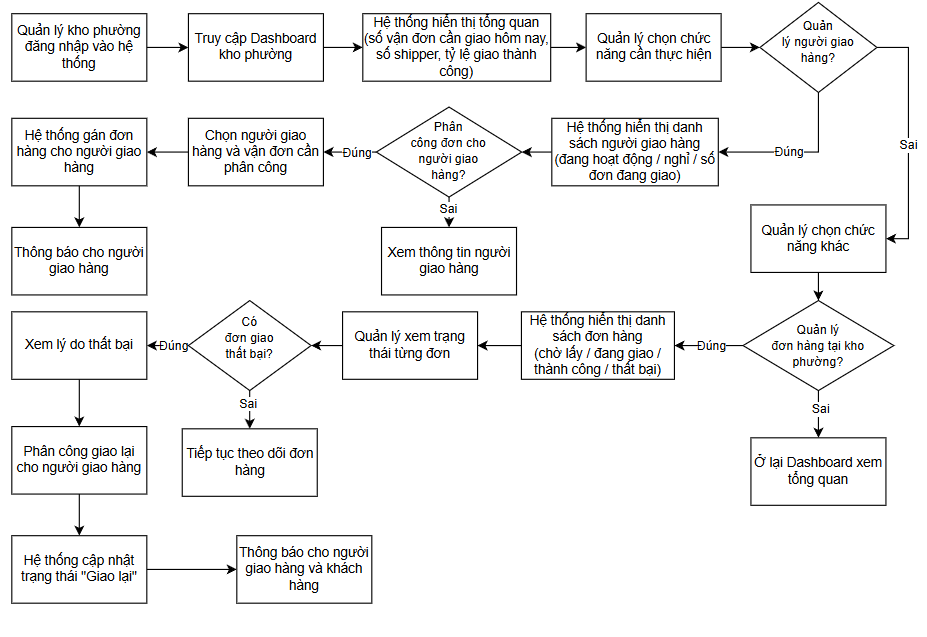 Quản lý kho phường
đăng nhập vào hệ
thống
Truy cập Dashboard
kho phường
Hệ thống hiển thị tổng quan
(số vận đơn cần giao hôm nay,
số shipper, tỷ lệ giao thành
công)
Quản lý chọn chức
năng cần thực hiện
Quản
lý người giao
hàng?
Đúng
Sai
Hệ thống hiển thị danh
sách người giao hàng
(đang hoạt động / nghỉ / số
đơn đang giao)
Phân
công đơn cho
người giao
hàng?
Đúng
Sai
Chọn người giao
hàng và vận đơn cần
phân công
Hệ thống gán đơn
hàng cho người giao
hàng
Thông báo cho người
giao hàng
Xem thông tin người
giao hàng
Quản lý chọn chức
năng khác
Quản lý
đơn hàng tại kho
phường?
Đúng
Sai
Hệ thống hiển thị danh
sách đơn hàng
(chờ lấy / đang giao /
thành công / thất bại)
Quản lý xem trạng
thái từng đơn
Có
đơn giao
thất bại?
Đúng
Sai
Xem lý do thất bại
Tiếp tục theo dõi đơn
hàng
Ở lại Dashboard xem
tổng quan
Phân công giao lại
cho người giao hàng
Hệ thống cập nhật
trạng thái "Giao lại"
Thông báo cho người
giao hàng và khách
hàng